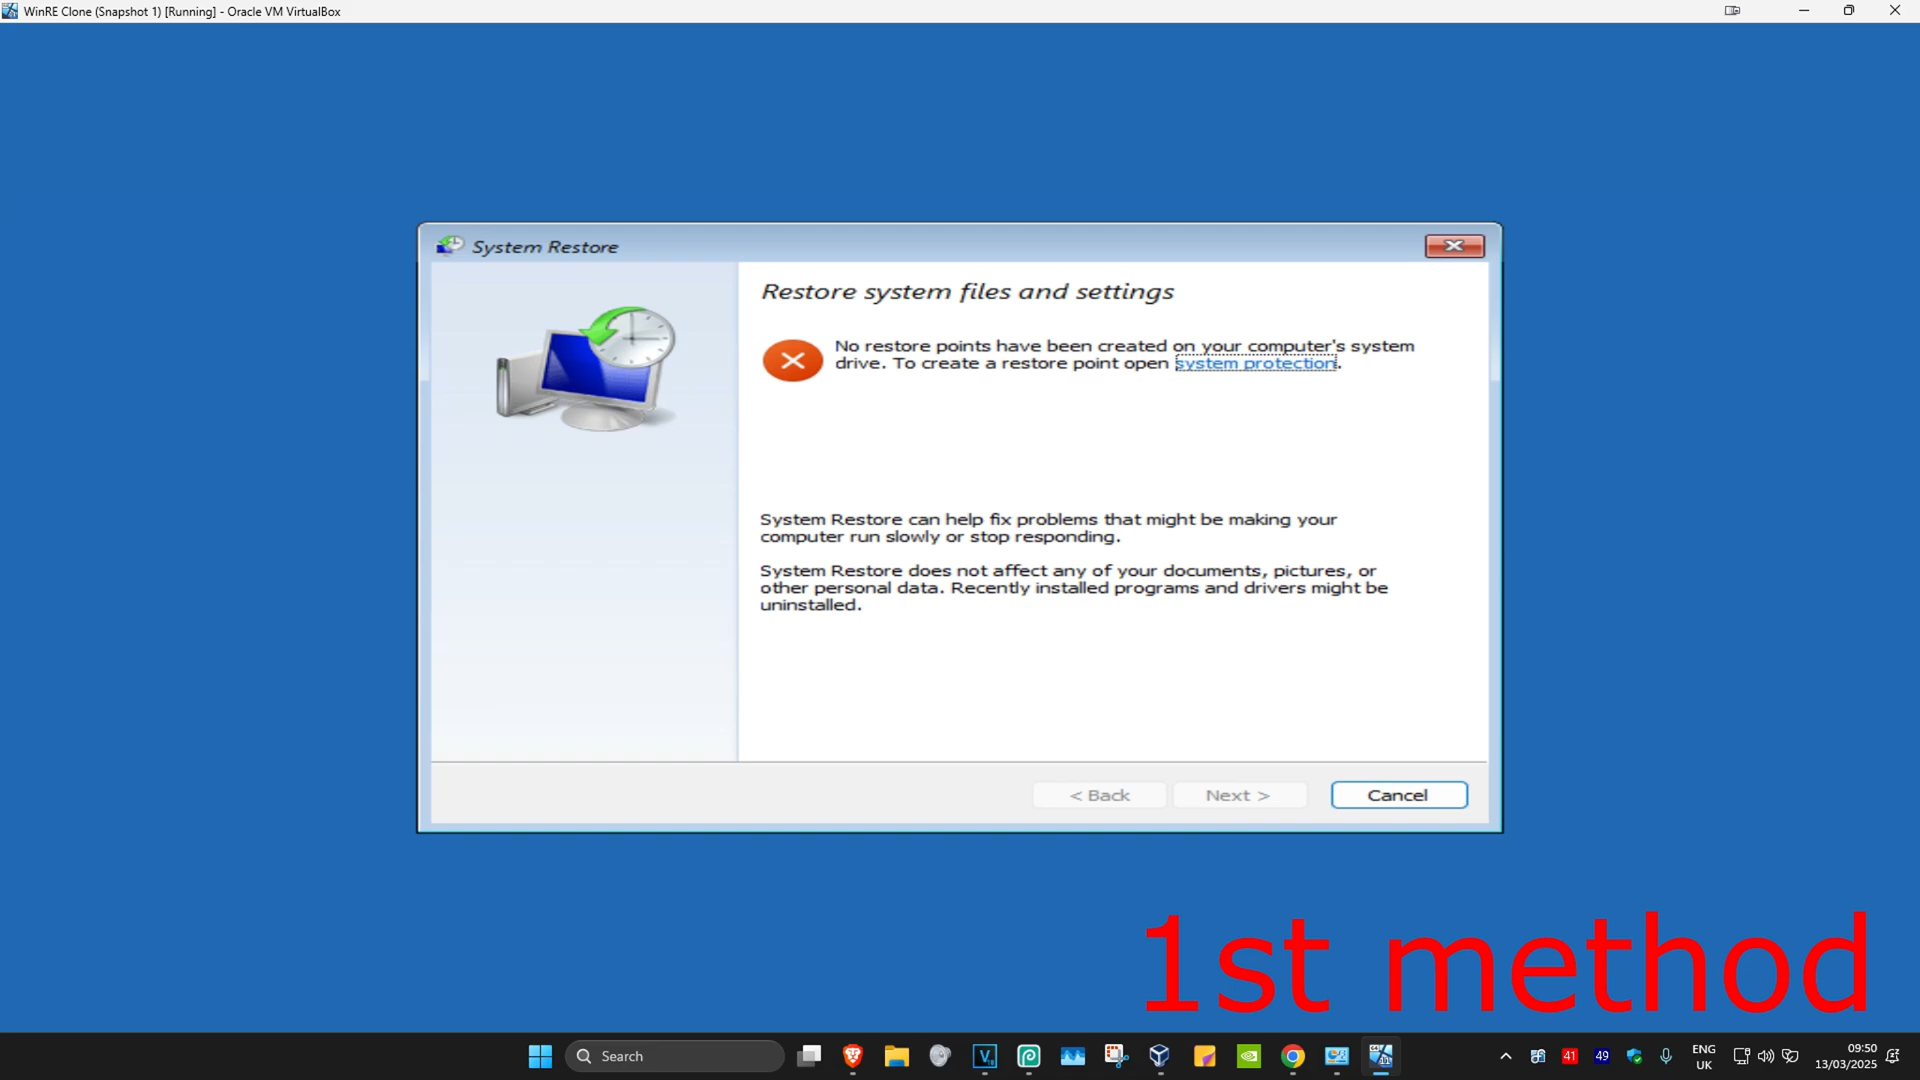 WinRE Clone (Snapshot 1) [Running] - Oracle VM VirtualBox
System Restore
Restore system files and settings
No restore points have been created on your computer's system
drive. To create a restore point open system protection.
System Restore can help fix problems that might be making your
computer run slowly or stop responding.
System Restore does not affect any of your documents, pictures, or
other personal data. Recently installed programs and drivers might be
uninstalled.
< Back
Next >
Cancel
1st method
Search
41
49
ENG
UK
09:50
13/03/2025